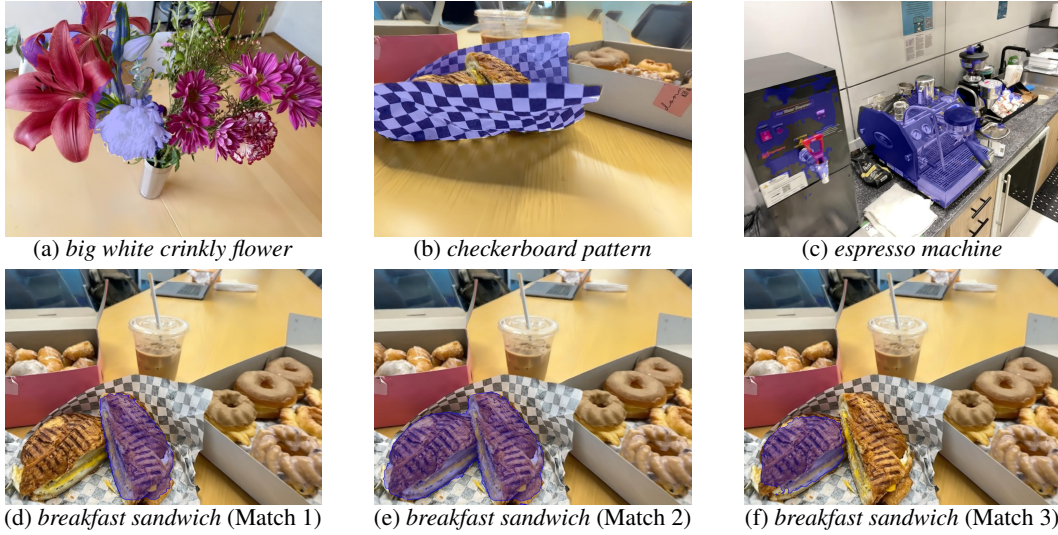 (a) big white crinkly flower
(b) checkerboard pattern
(c) espresso machine
(d) breakfast sandwich (Match 1)
(e) breakfast sandwich (Match 2)
(f) breakfast sandwich (Match 3)